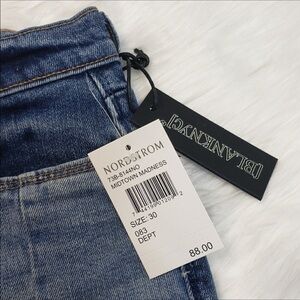 [BLANKNYC]
NORDSTROM
73B-8144NO
MIDTOWN MADNESS
SIZE: 30
083
DEPT
88.00